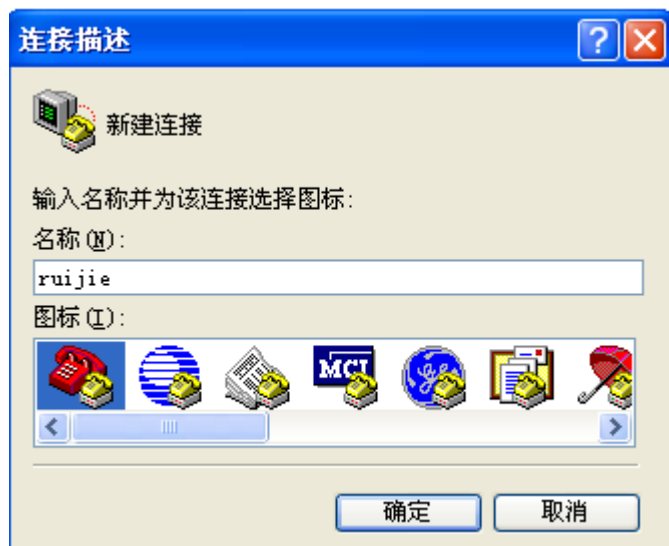 连接描述
新建连接
输入名称并为该连接选择图标:
名称(N):
ruijie
图标(I):
MCI
确定
取消